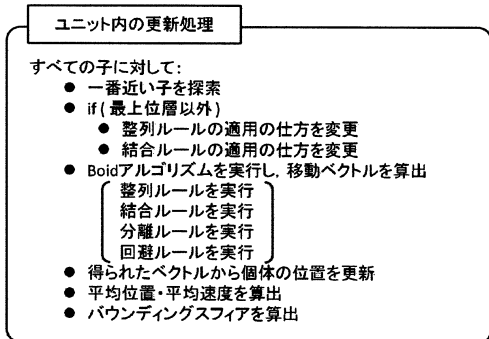 ユニット内の更新処理
すべての子に対して:
● 一番近い子を探索
● if(最上位層以外)
● 整列ルールの適用の仕方を変更
● 結合ルールの適用の仕方を変更
● Boidアルゴリズムを実行し，移動ベクトルを算出
整列ルールを実行
結合ルールを実行
分離ルールを実行
回避ルールを実行
● 得られたベクトルから個体の位置を更新
● 平均位置・平均速度を算出
● バウンディングスフィアを算出